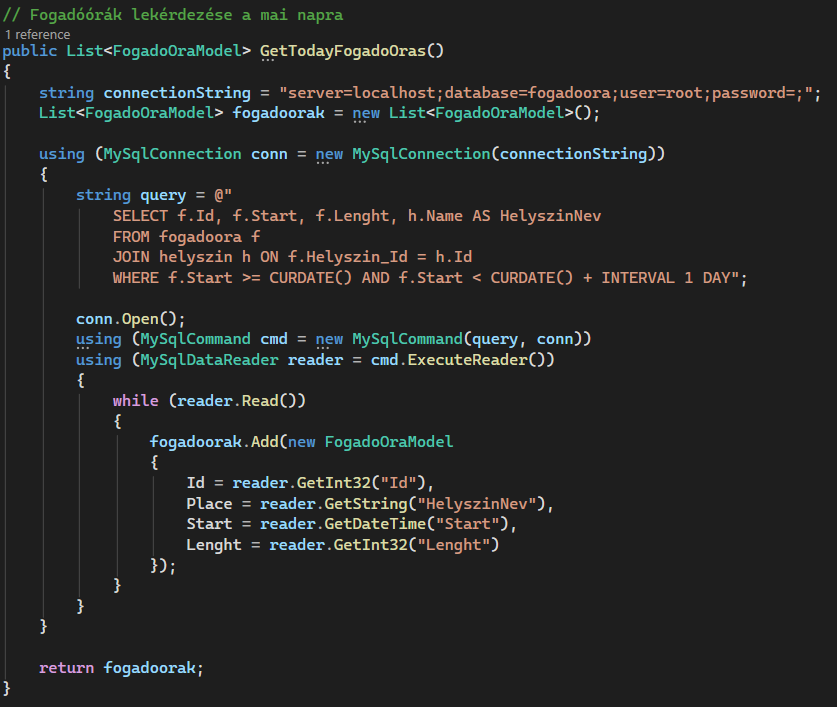 // Fogadóórák lekérdezése a mai napra
1 reference
public List<FogadoOraModel> GetTodayFogadoOras()
{
    string connectionString = "server=localhost;database=fogadoora;user=root;password=;";
    List<FogadoOraModel> fogadoorak = new List<FogadoOraModel>();

    using (MySqlConnection conn = new MySqlConnection(connectionString))
    {
        string query = @"
            SELECT f.Id, f.Start, f.Lenght, h.Name AS HelyszinNev
            FROM fogadoora f
            JOIN helyszin h ON f.Helyszin_Id = h.Id
            WHERE f.Start >= CURDATE() AND f.Start < CURDATE() + INTERVAL 1 DAY";

        conn.Open();
        using (MySqlCommand cmd = new MySqlCommand(query, conn))
        using (MySqlDataReader reader = cmd.ExecuteReader())
        {
            while (reader.Read())
            {
                fogadoorak.Add(new FogadoOraModel
                {
                    Id = reader.GetInt32("Id"),
                    Place = reader.GetString("HelyszinNev"),
                    Start = reader.GetDateTime("Start"),
                    Lenght = reader.GetInt32("Lenght")
                });
            }
        }
    }

    return fogadoorak;
}